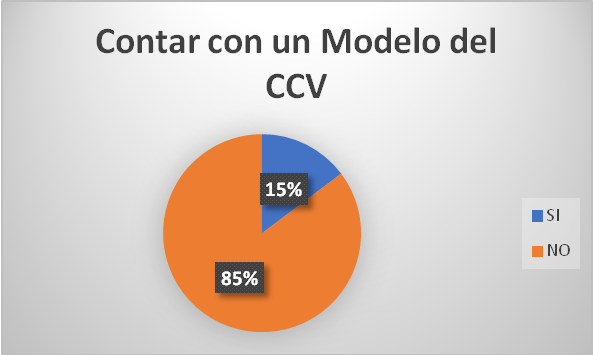 Contar con un Modelo del
CCV
15%
85%
SI
NO